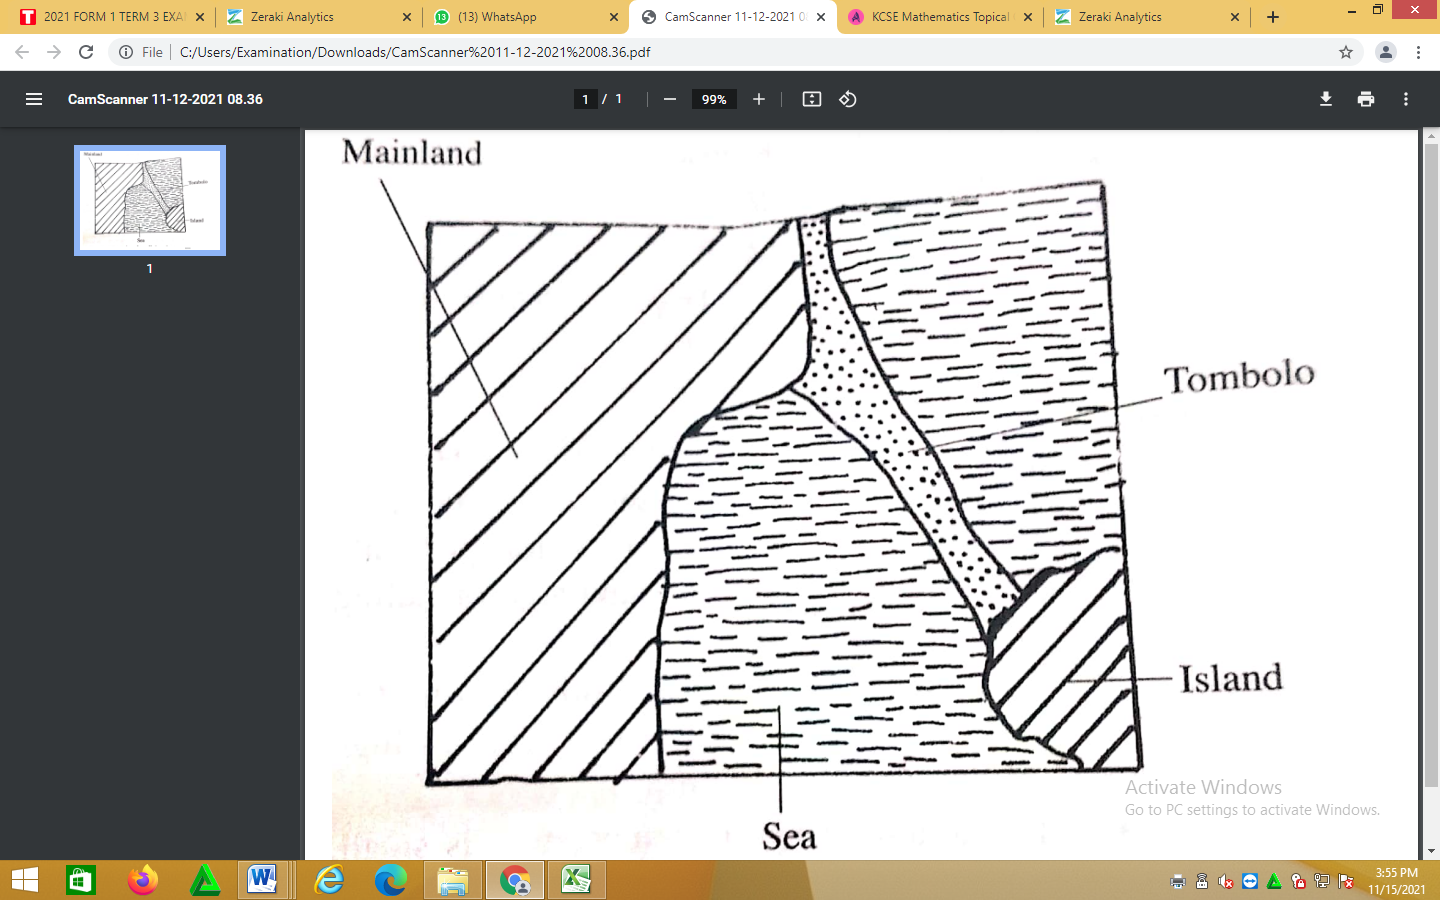 2021 FORM 1 TERM 3 EXA
Zeraki Analytics
(13) WhatsApp
CamScanner 11-12-2021 0
KCSE Mathematics Topical
Zeraki Analytics
File
C:/Users/Examination/Downloads/CamScanner%2011-12-2021%2008.36.pdf
CamScanner 11-12-2021 08.36
1 / 1
99%
1
Mainland
Tombolo
Island
Sea
Activate Windows
Go to PC settings to activate Windows.
3:55 PM
11/15/2021